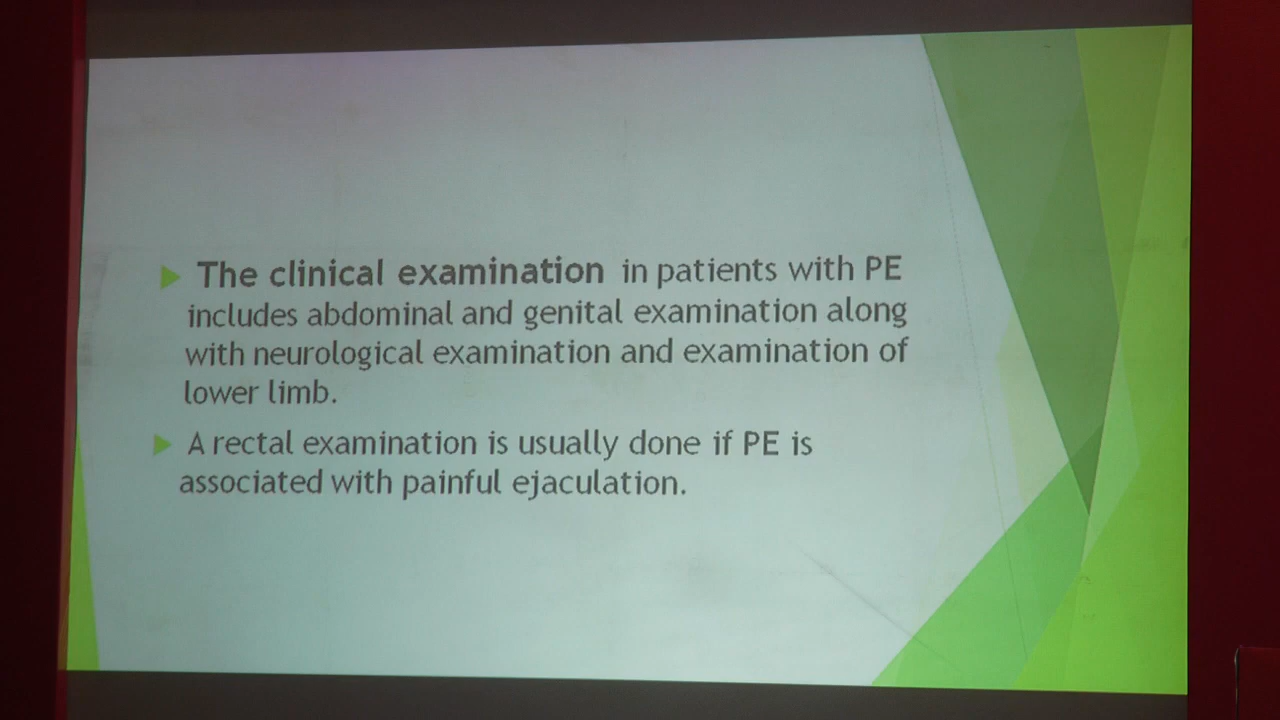 The clinical examination in patients with PE
includes abdominal and genital examination along
with neurological examination and examination of
lower limb.
A rectal examination is usually done if PE is
associated with painful ejaculation.